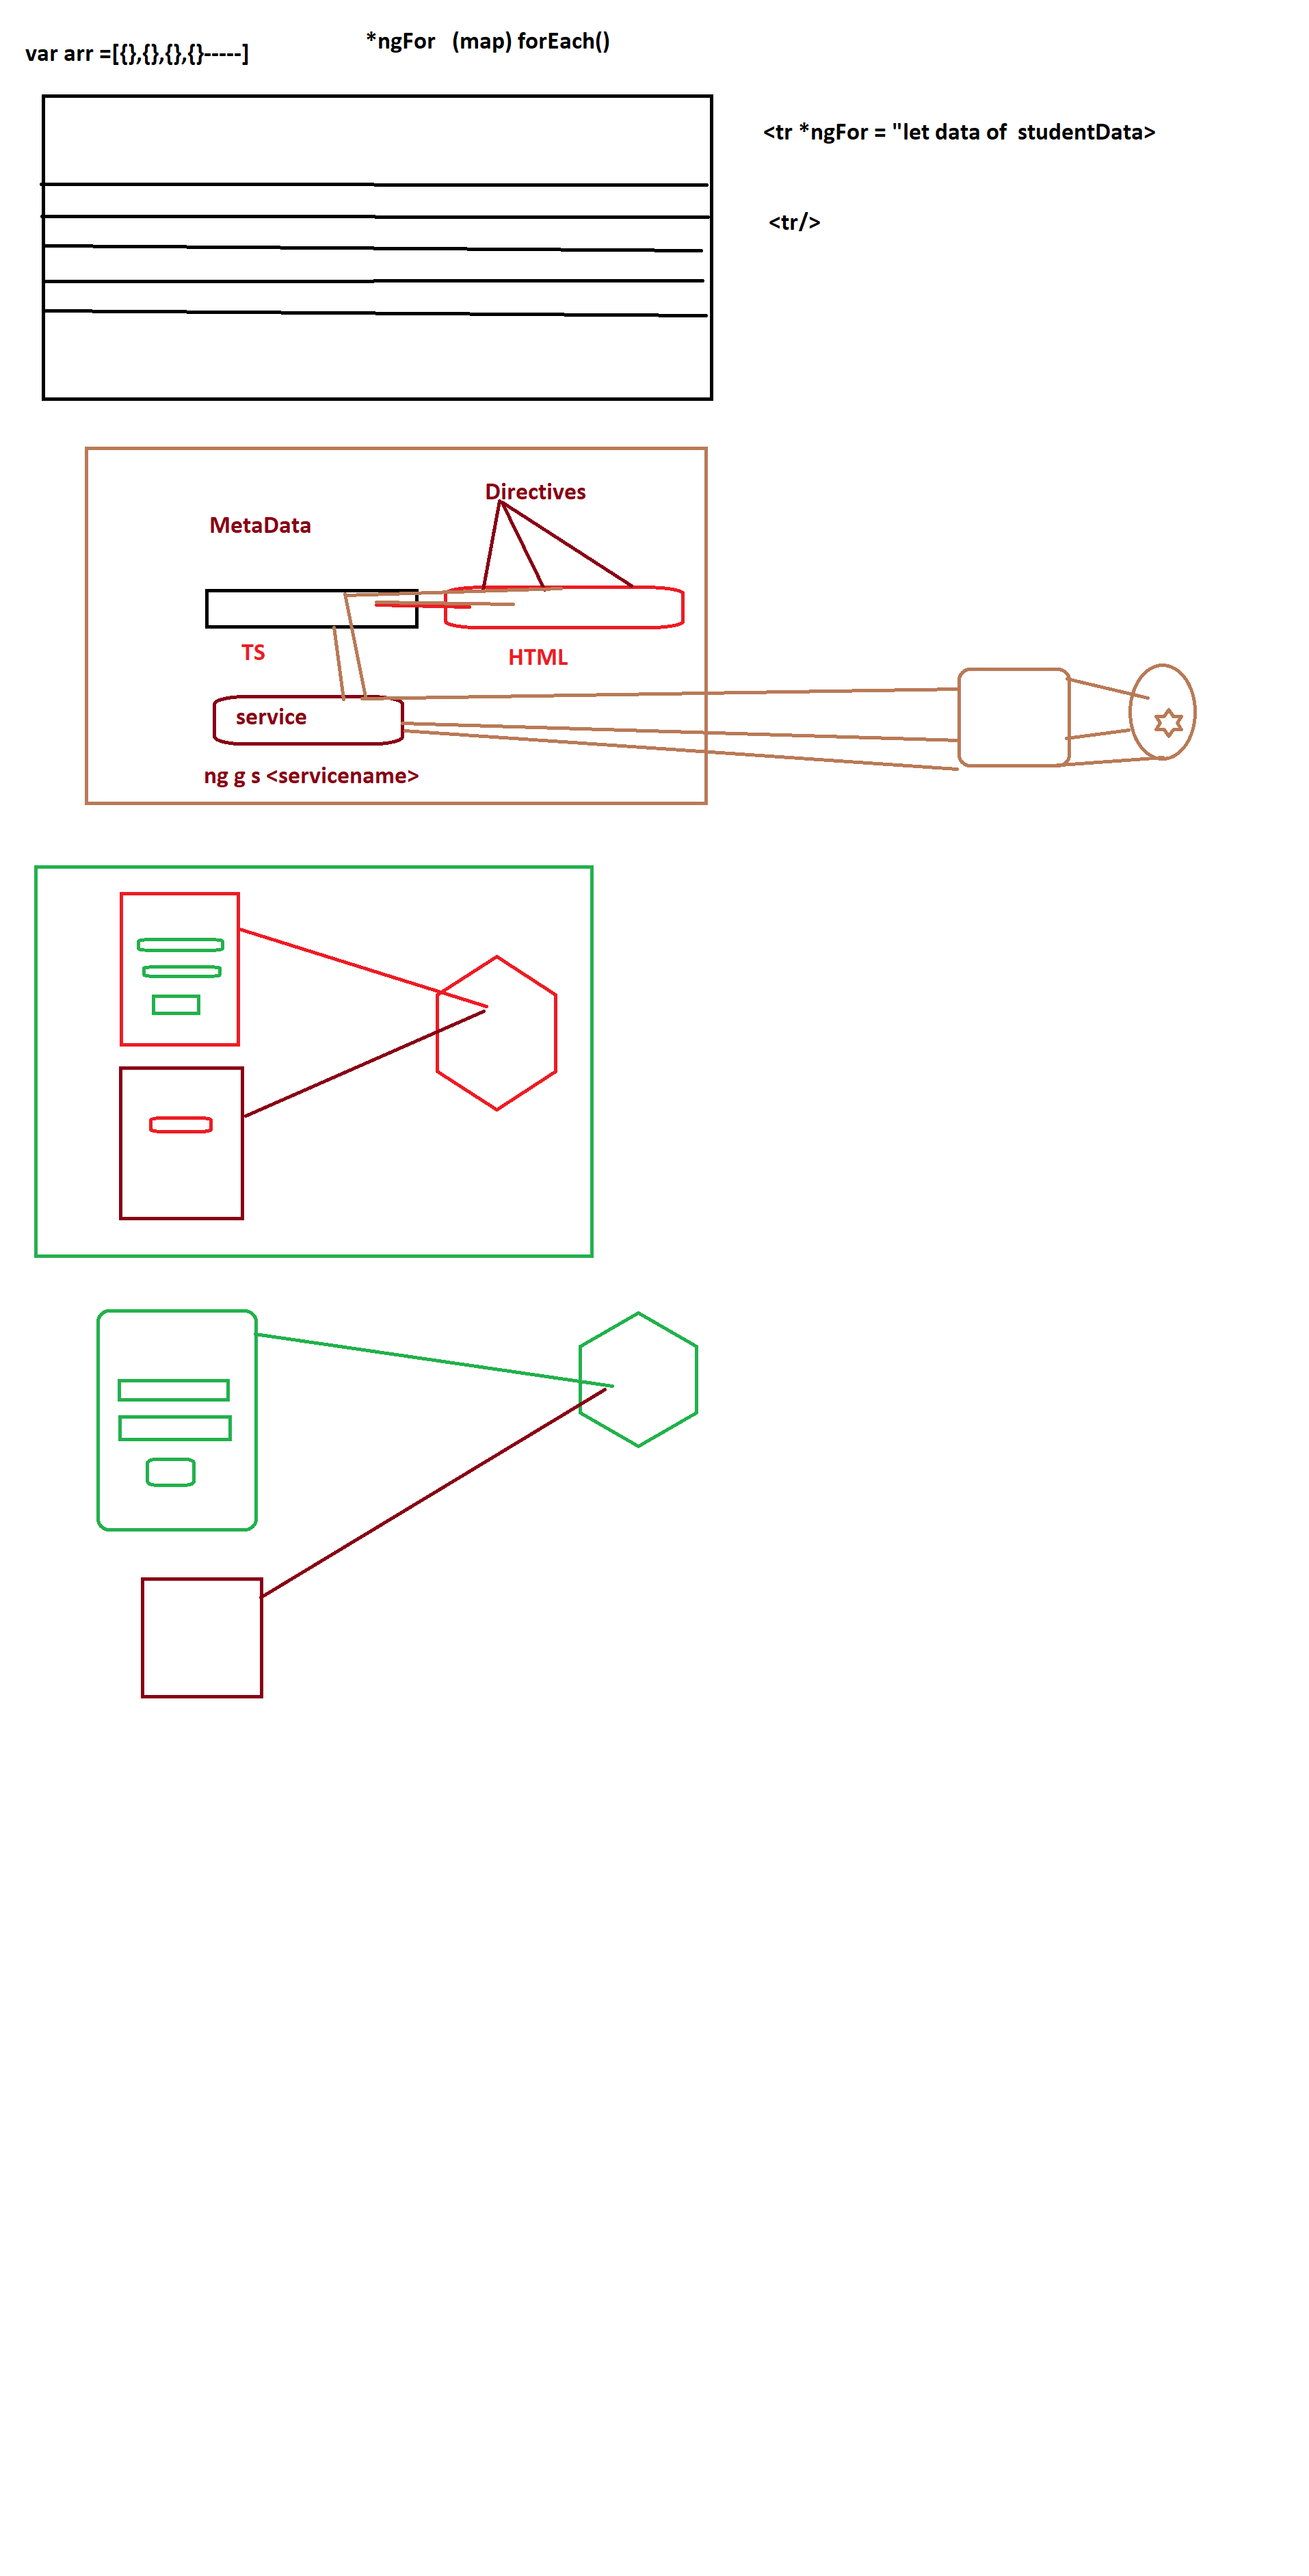 var arr =[{},{},{},{}-----]
*ngFor   (map) forEach()
<tr *ngFor = "let data of  studentData>
<tr/>
Directives
MetaData
TS
HTML
service
ng g s <servicename>